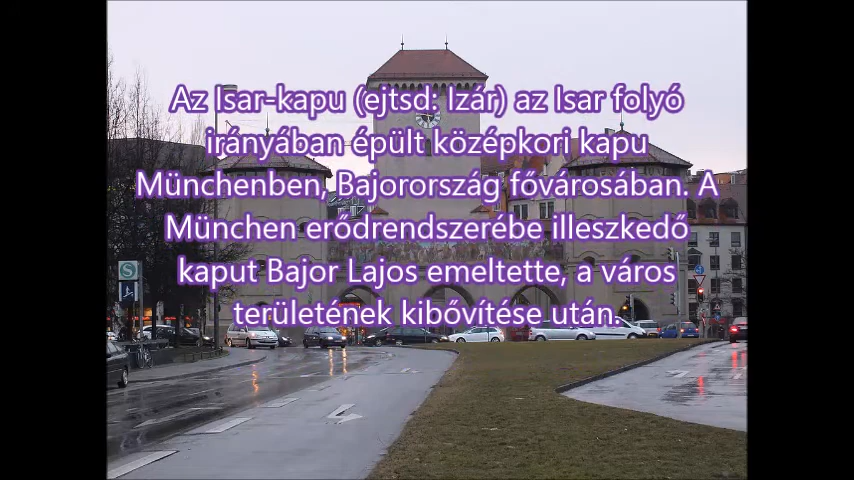 Az Isar-kapu (ejtsd: Izár) az Isar folyó
irányában épült középkori kapu
Münchenben, Bajorország fővárosában. A
München erődrendszerébe illeszkedő
kaput Bajor Lajos emeltette, a város
területének kibővítése után.
S